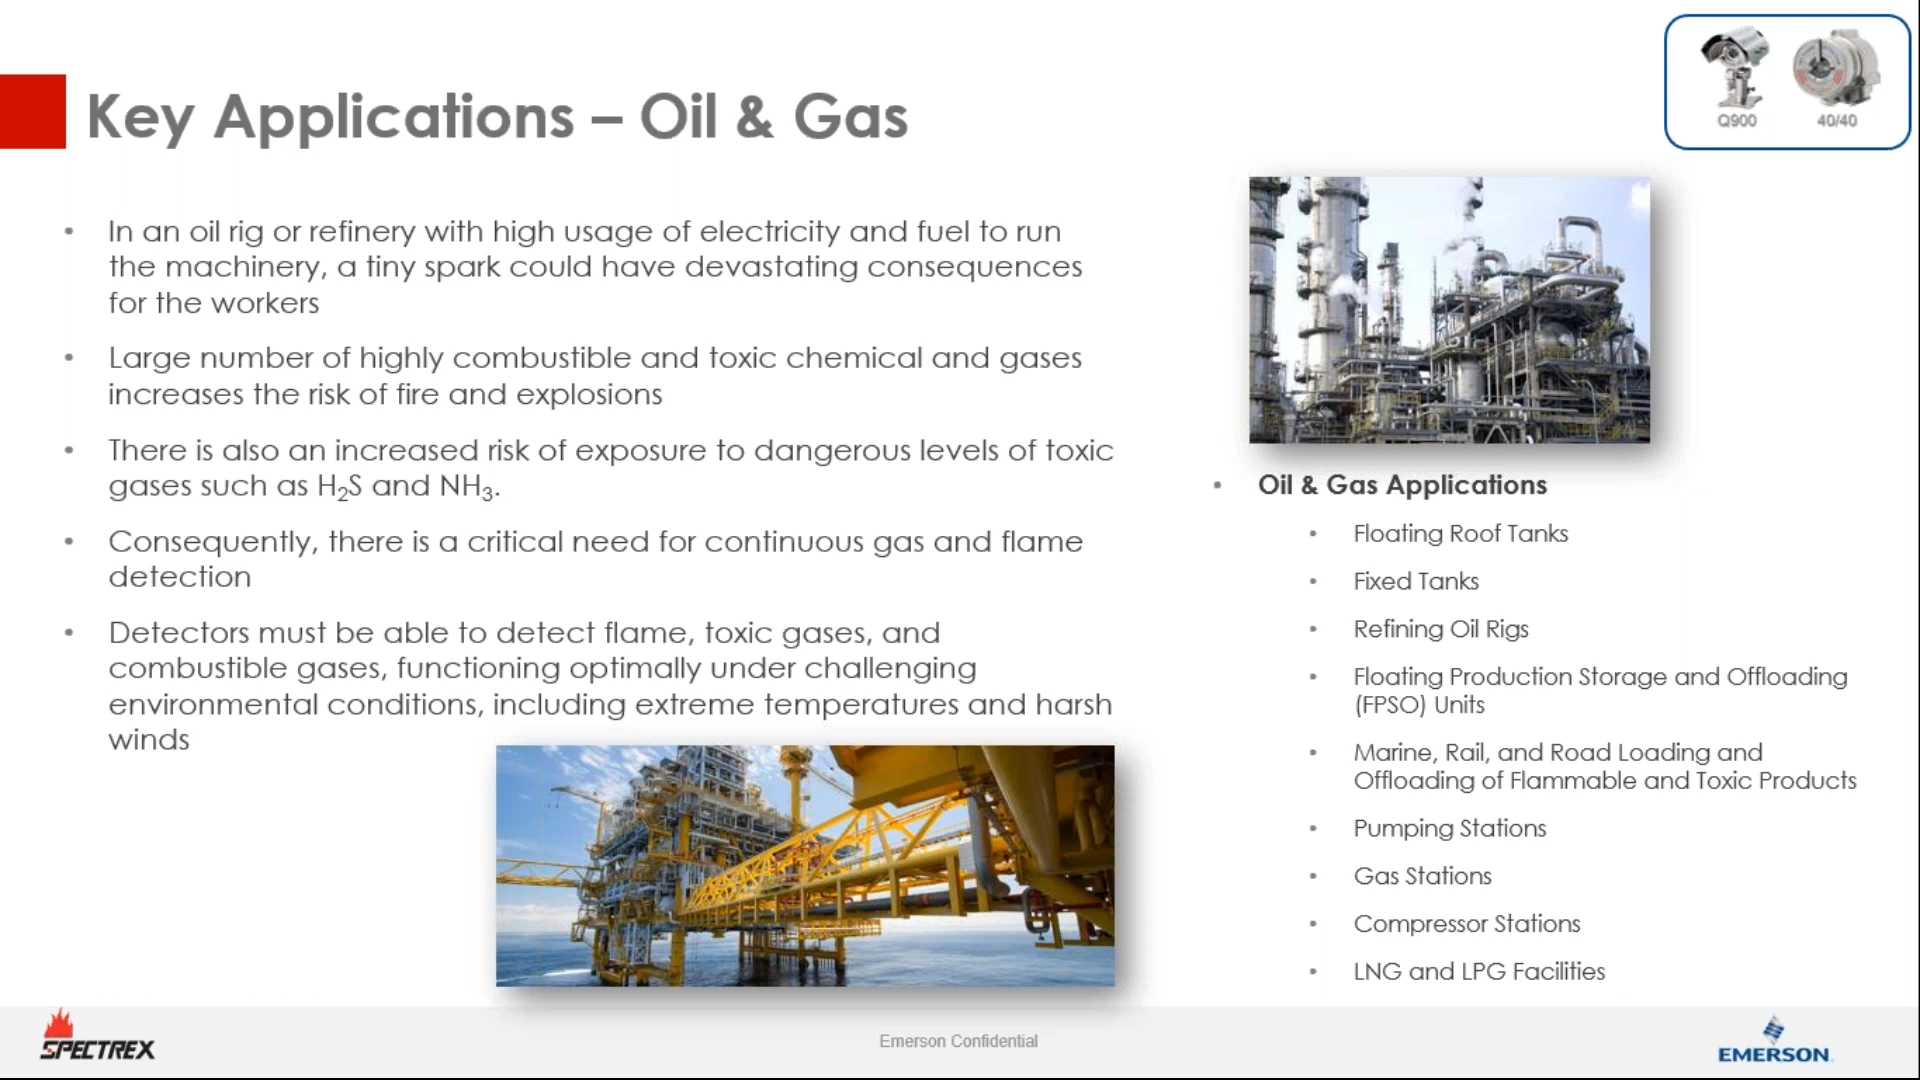 Q900
40/40
Key Applications – Oil & Gas
• In an oil rig or refinery with high usage of electricity and fuel to run
the machinery, a tiny spark could have devastating consequences
for the workers
• Large number of highly combustible and toxic chemical and gases
increases the risk of fire and explosions
• There is also an increased risk of exposure to dangerous levels of toxic
gases such as H₂S and NH₃.
• Consequently, there is a critical need for continuous gas and flame
detection
• Detectors must be able to detect flame, toxic gases, and
combustible gases, functioning optimally under challenging
environmental conditions, including extreme temperatures and harsh
winds
• Oil & Gas Applications
• Floating Roof Tanks
• Fixed Tanks
• Refining Oil Rigs
• Floating Production Storage and Offloading
(FPSO) Units
• Marine, Rail, and Road Loading and
Offloading of Flammable and Toxic Products
• Pumping Stations
• Gas Stations
• Compressor Stations
• LNG and LPG Facilities
SPECTREX
Emerson Confidential
EMERSON